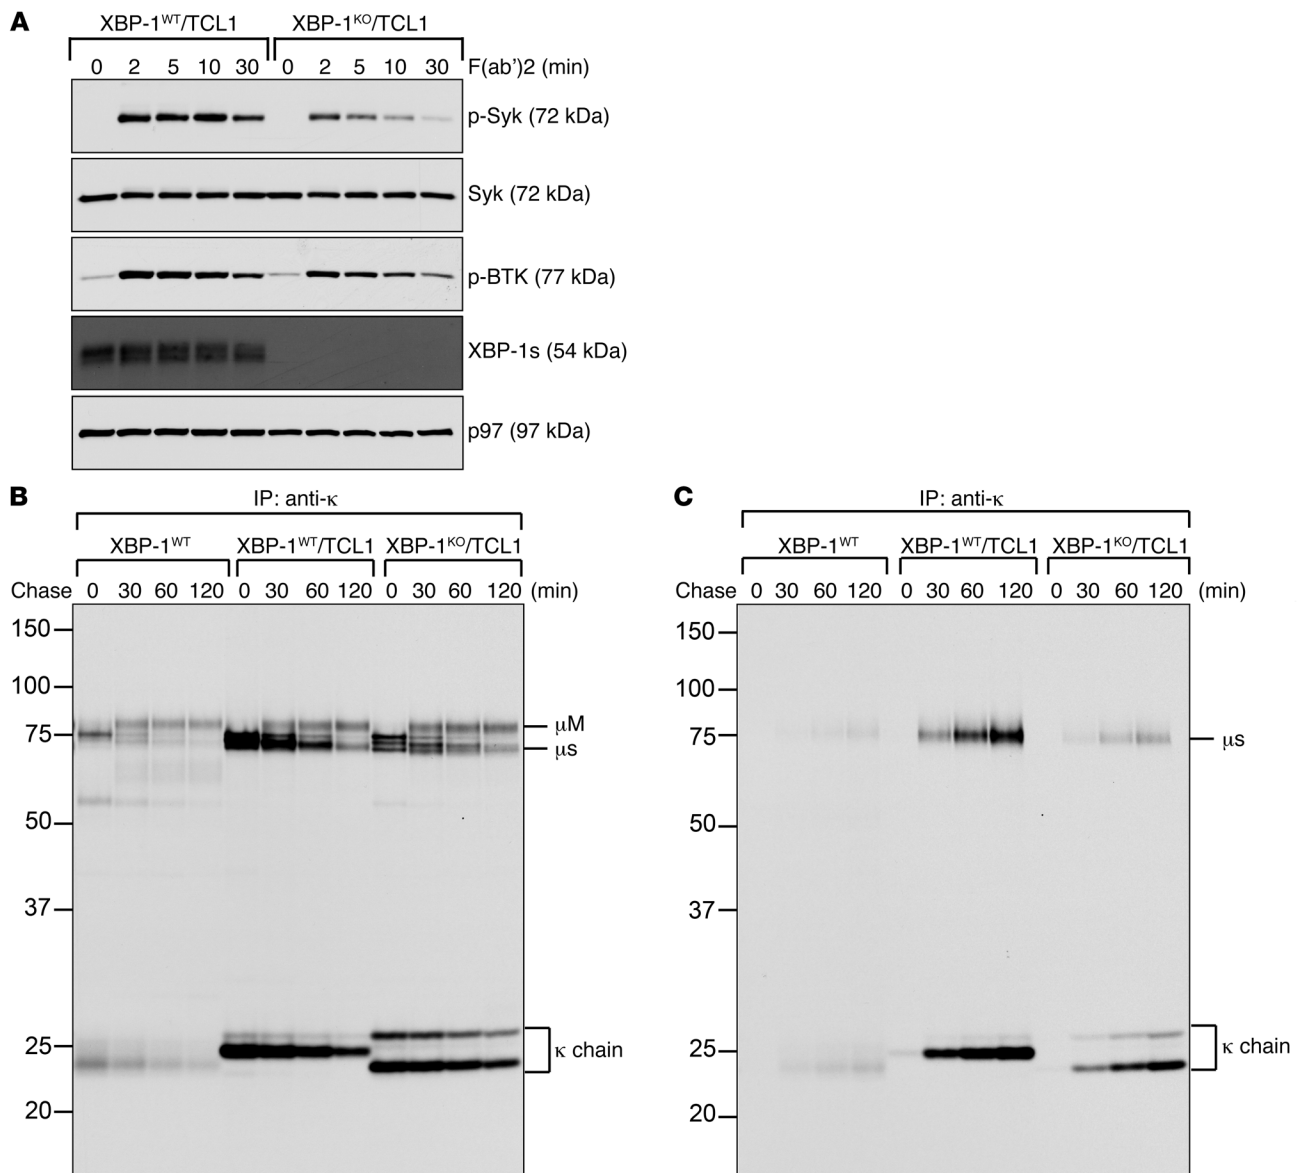 A
XBP-1WT/TCL1 XBP-1KO/TCL1
0 2 5 10 30 0 2 5 10 30 F(ab')2 (min)
p-Syk (72 kDa)
Syk (72 kDa)
p-BTK (77 kDa)
XBP-1s (54 kDa)
p97 (97 kDa)
B
IP: anti-κ
XBP-1WT XBP-1WT/TCL1 XBP-1KO/TCL1
Chase 0 30 60 120 0 30 60 120 0 30 60 120 (min)
150
100
75
50
37
25
20
μM
μs
κ chain
C
IP: anti-κ
XBP-1WT XBP-1WT/TCL1 XBP-1KO/TCL1
Chase 0 30 60 120 0 30 60 120 0 30 60 120 (min)
150
100
75
50
37
25
20
μs
κ chain